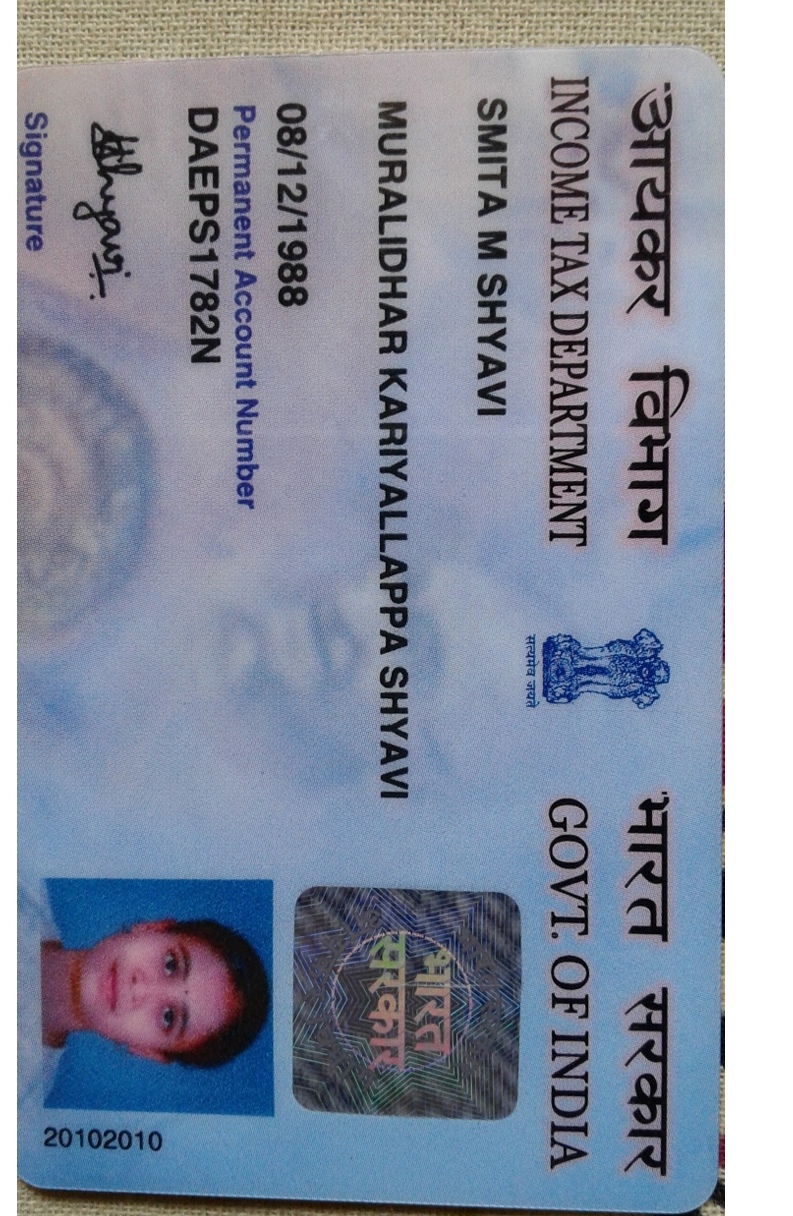 आयकर विभाग
INCOME TAX DEPARTMENT
सत्यमेव जयते
भारत सरकार
GOVT. OF INDIA
SMITA M SHYAVI
MURALIDHAR KARIYALLAPPA SHYAVI
08/12/1988
Permanent Account Number
DAEPS1782N
Shyavi
Signature
भारत
सरकार
20102010